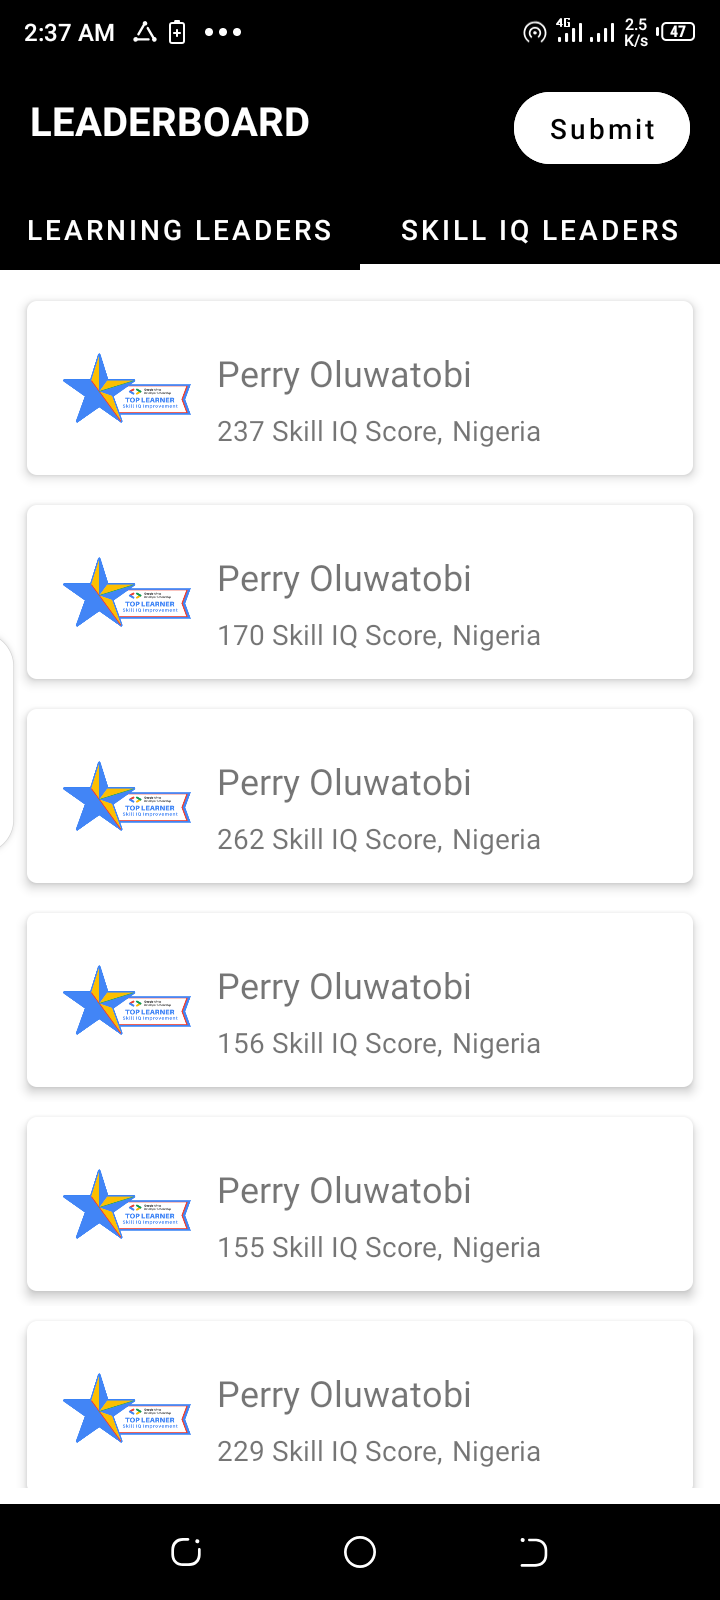 2:37 AM
4G
2.5
K/s
47
LEADERBOARD
Submit
LEARNING LEADERS
SKILL IQ LEADERS
TOP LEARNER
Skill IQ Improvement
Perry Oluwatobi
237 Skill IQ Score, Nigeria
TOP LEARNER
Skill IQ Improvement
Perry Oluwatobi
170 Skill IQ Score, Nigeria
TOP LEARNER
Skill IQ Improvement
Perry Oluwatobi
262 Skill IQ Score, Nigeria
TOP LEARNER
Skill IQ Improvement
Perry Oluwatobi
156 Skill IQ Score, Nigeria
TOP LEARNER
Skill IQ Improvement
Perry Oluwatobi
155 Skill IQ Score, Nigeria
TOP LEARNER
Skill IQ Improvement
Perry Oluwatobi
229 Skill IQ Score, Nigeria